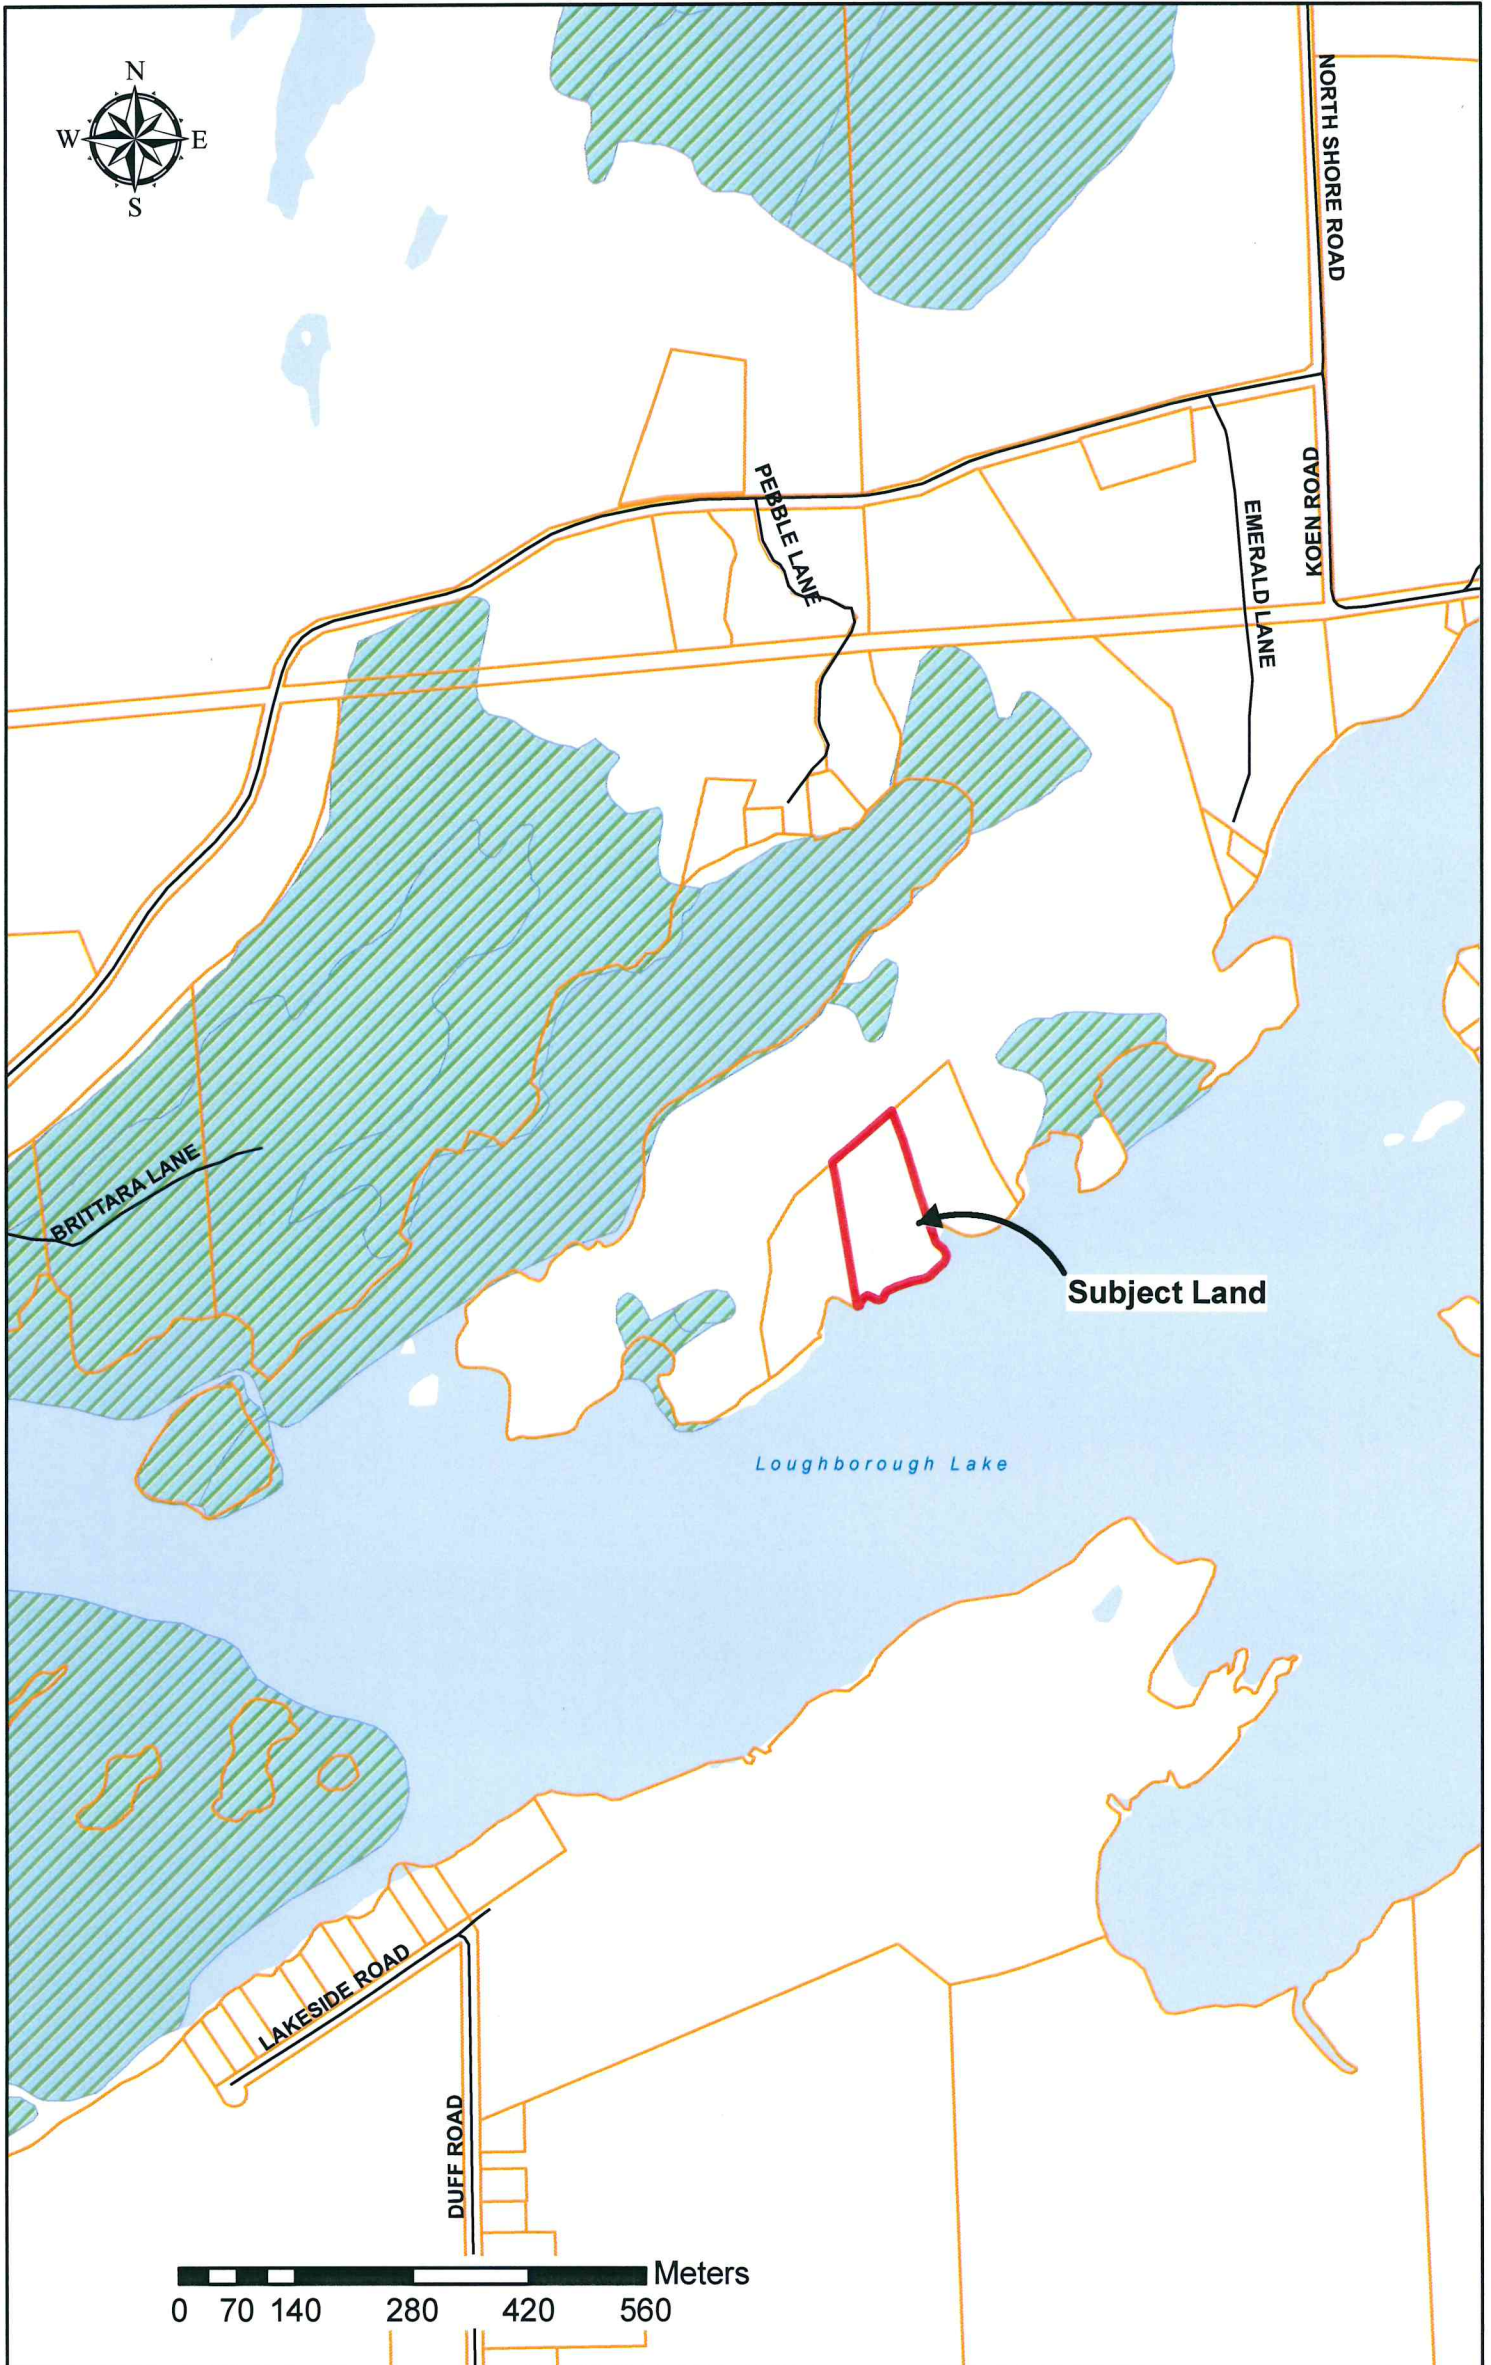 N
W E
S
NORTH SHORE ROAD
PEBBLE LANE
KOEN ROAD
EMERALD LANE
BRITTARA LANE
Subject Land
Loughborough Lake
LAKESIDE ROAD
DUFF ROAD
Meters
0 70 140 280 420 560